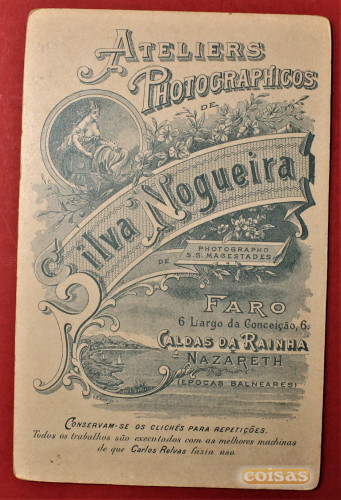 ATELIERS
PHOTOGRAPHICOS
DE
Silva Nogueira
PHOTOGRAPHO
DE S.S. MAGESTADES
FARO
6 Largo da Conceição, 6
CALDAS DA RAINHA
E NAZARETH
(EPOCAS BALNEARES)
CONSERVAM-SE OS CLICHÉS PARA REPETIÇÕES.
Todos os trabalhos são executados com as melhores machinas
de que Carlos Relvas fazia uso.
coisas